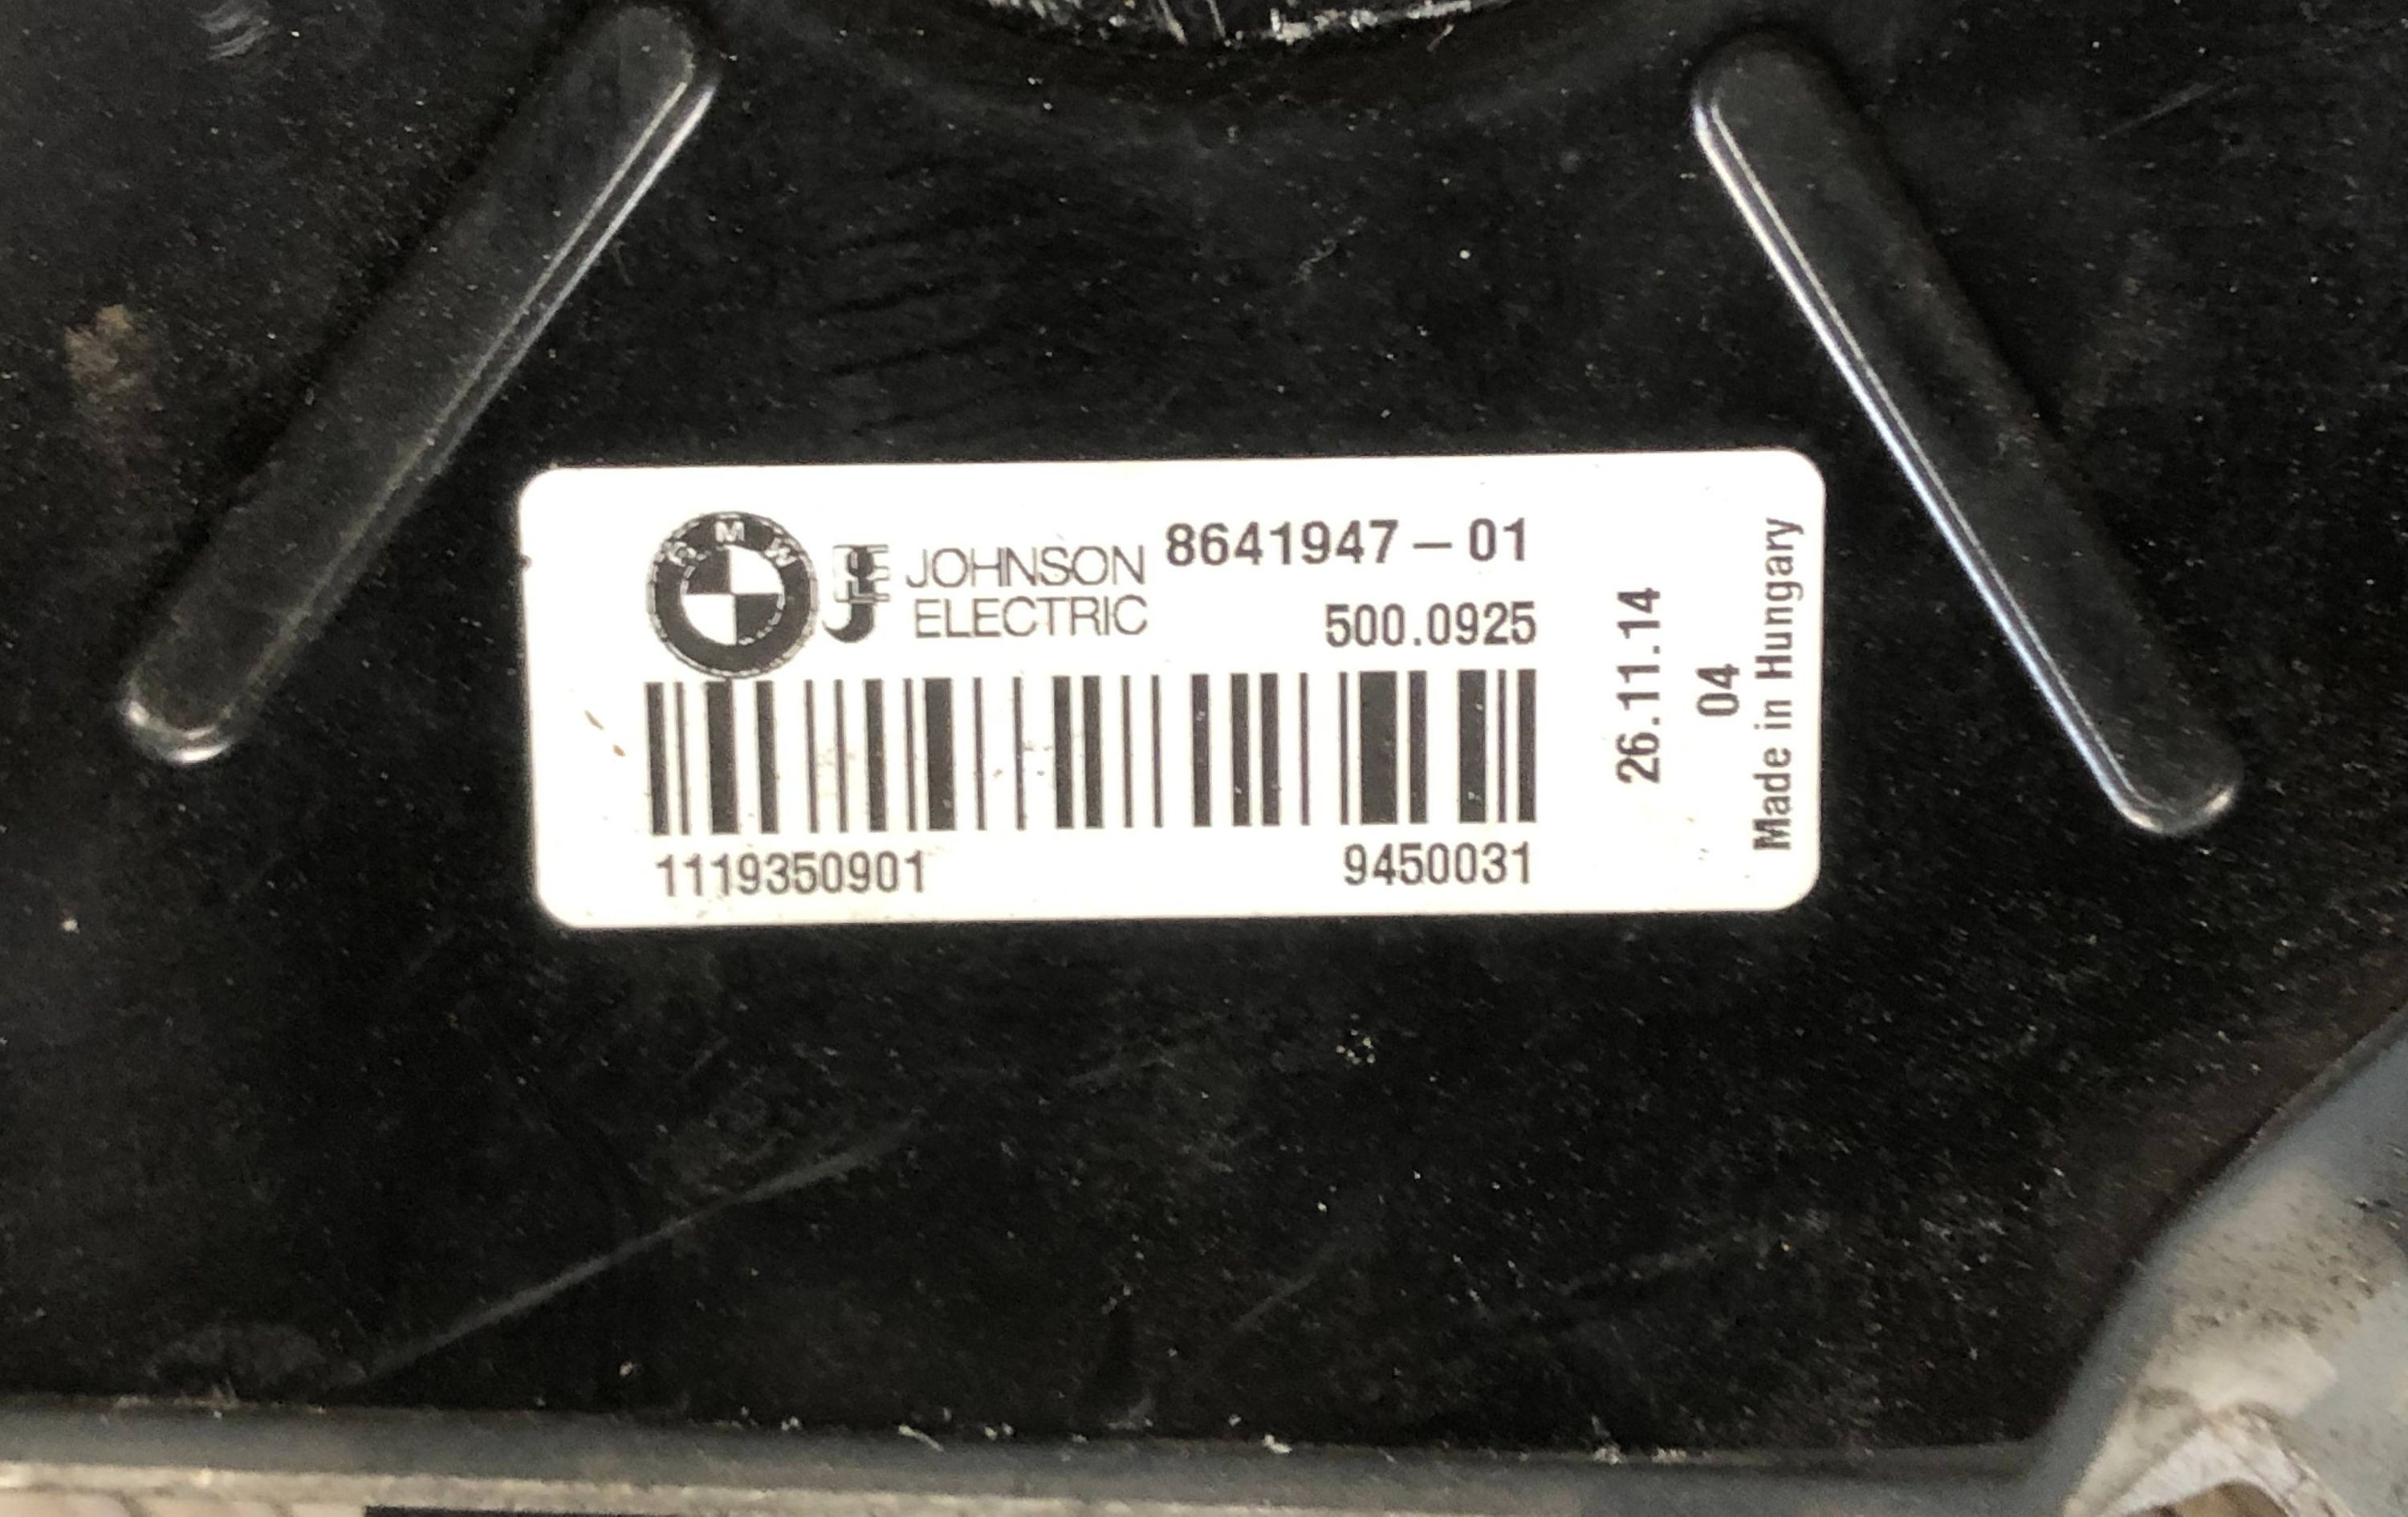 BMW
JOHNSON
ELECTRIC
8641947-01
500.0925
1119350901
9450031
26.11.14
04
Made in Hungary